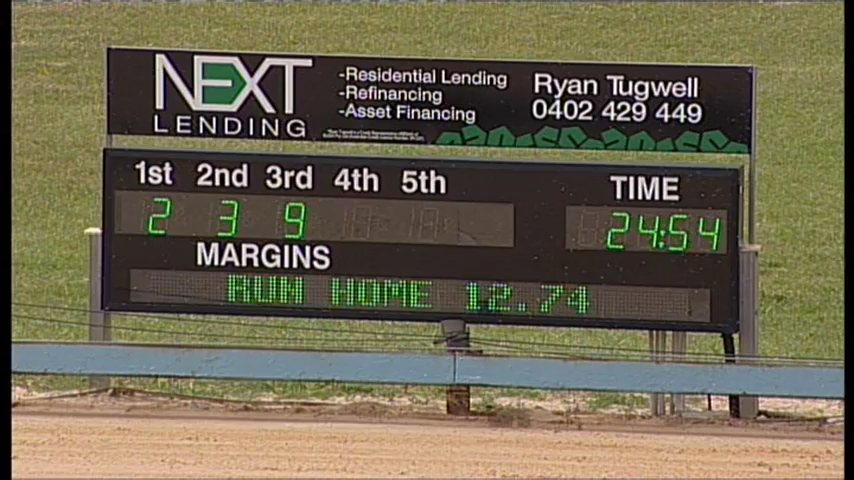 NEXT
LENDING
-Residential Lending
-Refinancing
-Asset Financing
Ryan Tugwell
0402 429 449
1st 2nd 3rd 4th 5th
TIME
2 3 9
24:54
MARGINS
RUN HOME 12.74